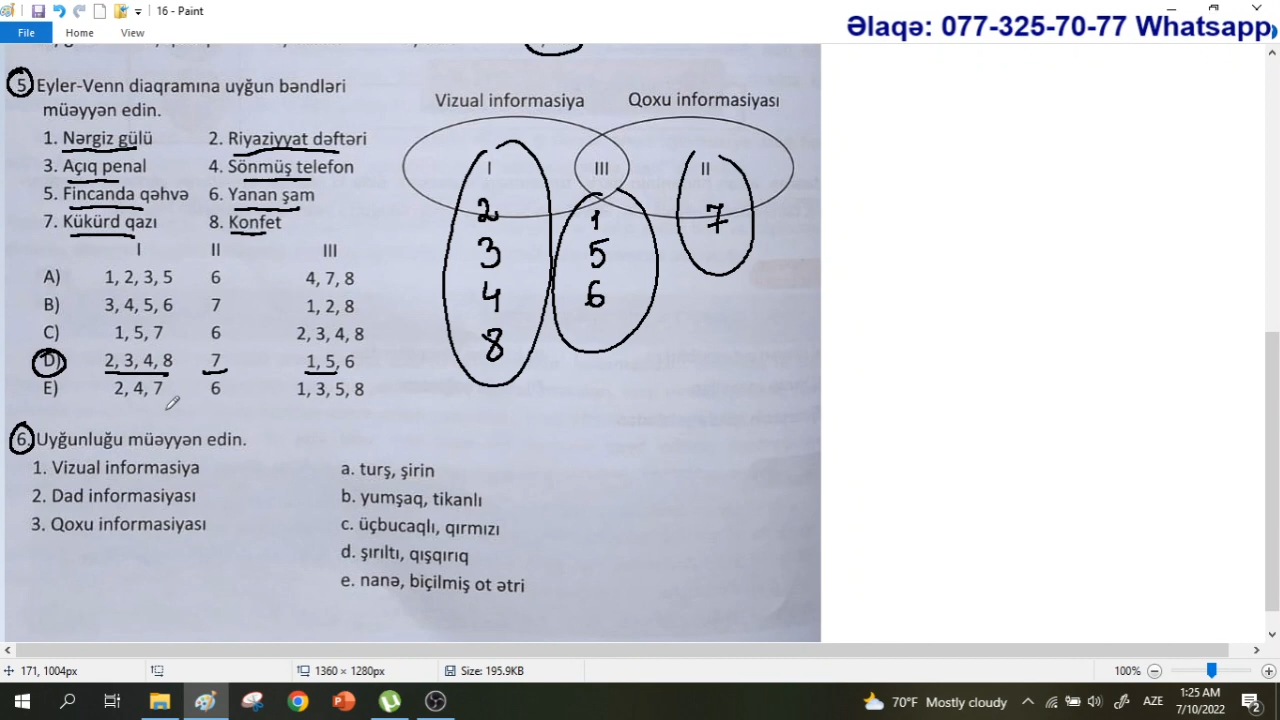 16 - Paint
Əlaqə: 077-325-70-77 Whatsapp
File Home View
5. Eyler-Venn diaqramına uyğun bəndləri
müəyyən edin.
1. Nərgiz gülü 2. Riyaziyyat dəftəri
3. Açıq penal 4. Sönmüş telefon
5. Fincanda qəhvə 6. Yanan şam
7. Kükürd qazı 8. Konfet
I II III
A) 1, 2, 3, 5 6 4, 7, 8
B) 3, 4, 5, 6 7 1, 2, 8
C) 1, 5, 7 6 2, 3, 4, 8
D) 2, 3, 4, 8 7 1, 5, 6
E) 2, 4, 7 6 1, 3, 5, 8
Vizual informasiya Qoxu informasiyası
I III II
2 1 7
3 5
4 6
8
6. Uyğunluğu müəyyən edin.
1. Vizual informasiya a. turş, şirin
2. Dad informasiyası b. yumşaq, tikanlı
3. Qoxu informasiyası c. üçbucaqlı, qırmızı
d. şırıltı, qışqırıq
e. nanə, biçilmiş ot ətri
171, 1004px 1360 × 1280px Size: 195.9KB 100%
70°F Mostly cloudy AZE 1:25 AM
7/10/2022 2